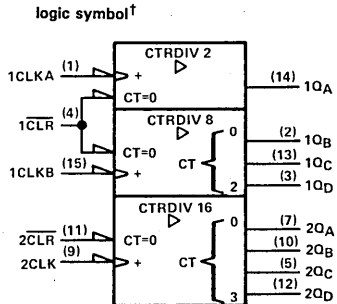 logic symbol†
CTRDIV 2
1CLKA (1) + (14) 1QA
CT=0
1CLR (4)
CTRDIV 8
0 (2) 1QB
CT=0 CT (13) 1QC
1CLKB (15) + 2 (3) 1QD
CTRDIV 16
0 (7) 2QA
2CLR (11) CT=0 (10) 2QB
2CLK (9) + CT (5) 2QC
3 (12) 2QD